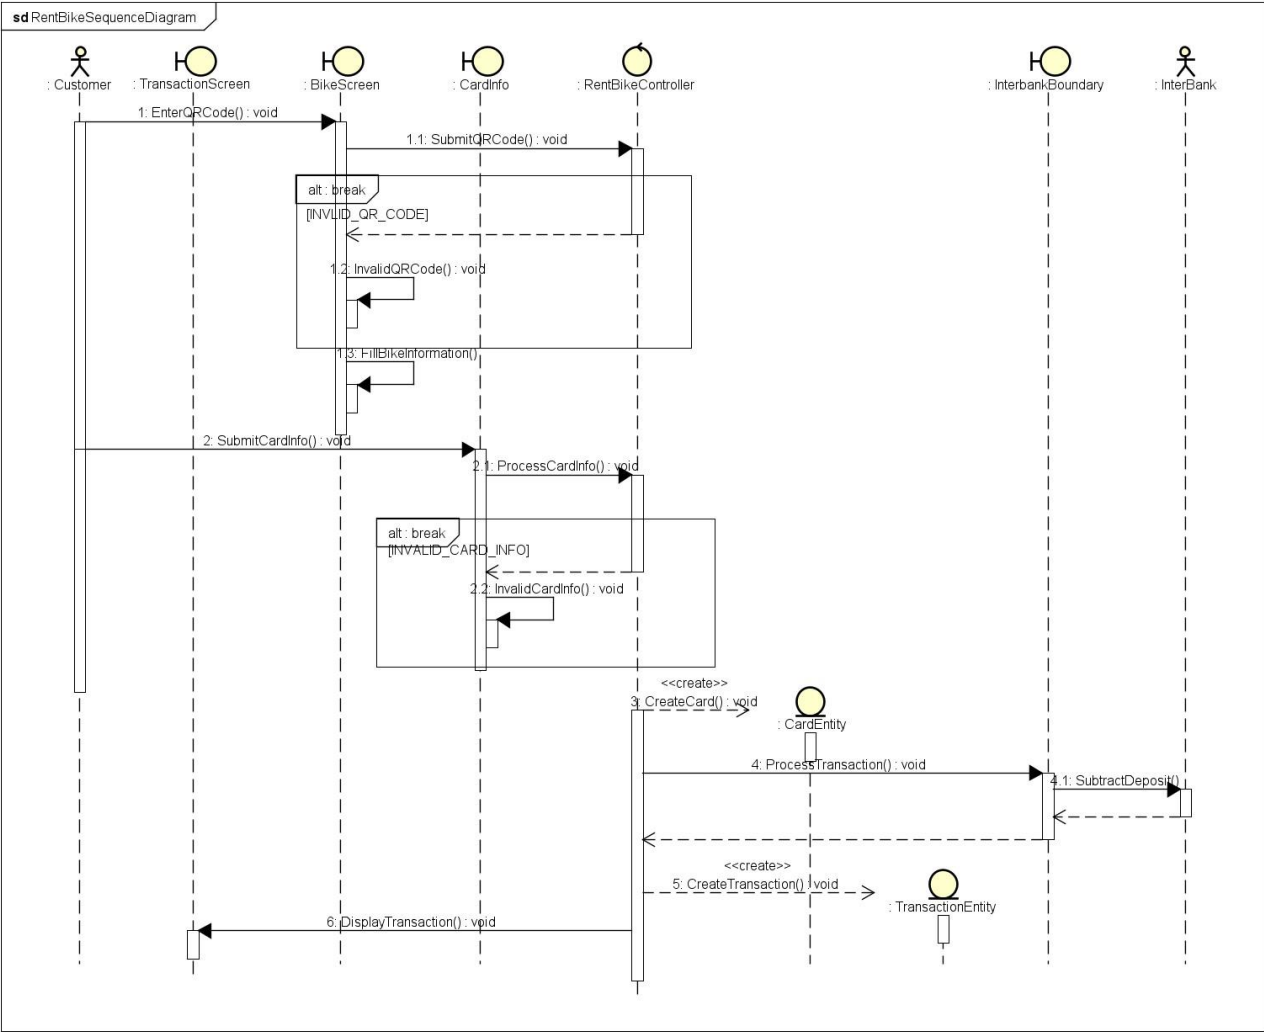 sd RentBikeSequenceDiagram
: Customer
: TransactionScreen
: BikeScreen
: CardInfo
: RentBikeController
: InterbankBoundary
: InterBank
1: EnterQRCode() : void
1.1: SubmitQRCode() : void
alt : break
[INVLID_QR_CODE]
1.2: InvalidQRCode() : void
1.3: FillBikeInformation()
2: SubmitCardInfo() : void
2.1: ProcessCardInfo() : void
alt : break
[INVALID_CARD_INFO]
2.2: InvalidCardInfo() : void
<<create>>
3: CreateCard() : void
: CardEntity
4: ProcessTransaction() : void
4.1: SubtractDeposit()
<<create>>
5: CreateTransaction() : void
: TransactionEntity
6: DisplayTransaction() : void